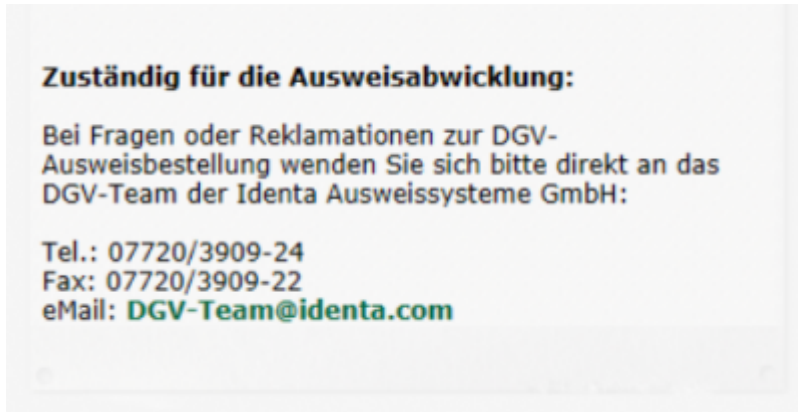 Zuständig für die Ausweisabwicklung:
Bei Fragen oder Reklamationen zur DGV-
Ausweisbestellung wenden Sie sich bitte direkt an das
DGV-Team der Identa Ausweissysteme GmbH:
Tel.: 07720/3909-24
Fax: 07720/3909-22
eMail: DGV-Team@identa.com